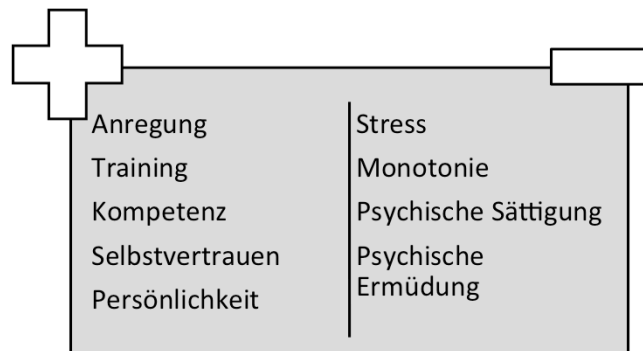 Anregung
Training
Kompetenz
Selbstvertrauen
Persönlichkeit
Stress
Monotonie
Psychische Sättigung
Psychische
Ermüdung